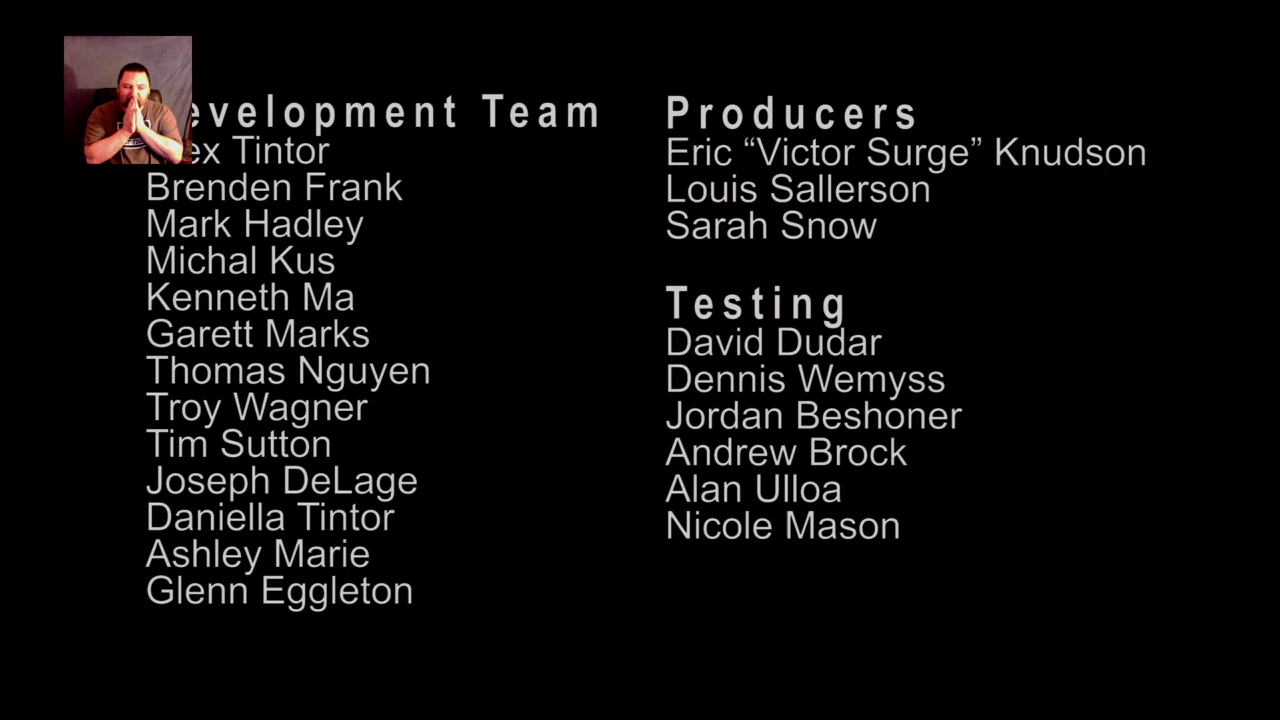 evelopment Team
ex Tintor
Brenden Frank
Mark Hadley
Michal Kus
Kenneth Ma
Garett Marks
Thomas Nguyen
Troy Wagner
Tim Sutton
Joseph DeLage
Daniella Tintor
Ashley Marie
Glenn Eggleton
Producers
Eric “Victor Surge” Knudson
Louis Sallerson
Sarah Snow
Testing
David Dudar
Dennis Wemyss
Jordan Beshoner
Andrew Brock
Alan Ulloa
Nicole Mason